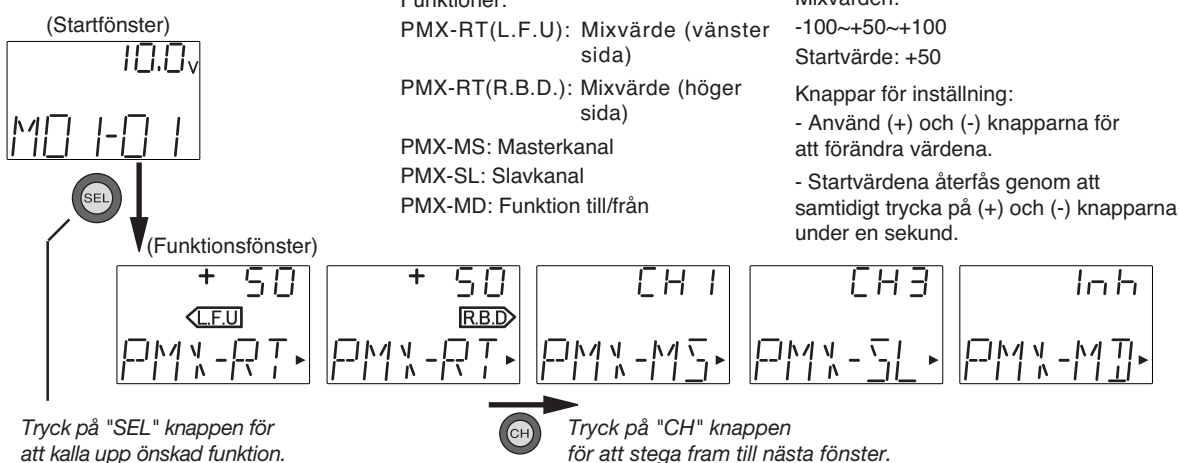 (Startfönster)
10.0V
M01-01
SEL
Funktioner:
PMX-RT(L.F.U): Mixvärde (vänster
sida)
PMX-RT(R.B.D.): Mixvärde (höger
sida)
PMX-MS: Masterkanal
PMX-SL: Slavkanal
PMX-MD: Funktion till/från
Mixvärden:
-100~+50~+100
Startvärde: +50
Knappar för inställning:
- Använd (+) och (-) knapparna för
att förändra värdena.
- Startvärdena återfås genom att
samtidigt trycka på (+) och (-) knapparna
under en sekund.
(Funktionsfönster)
+ 50
L.F.U
PMX-RT
+ 50
R.B.D
PMX-RT
CH 1
PMX-MS
CH3
PMX-SL
Inh
PMX-MD
Tryck på "SEL" knappen för
att kalla upp önskad funktion.
CH
Tryck på "CH" knappen
för att stega fram till nästa fönster.